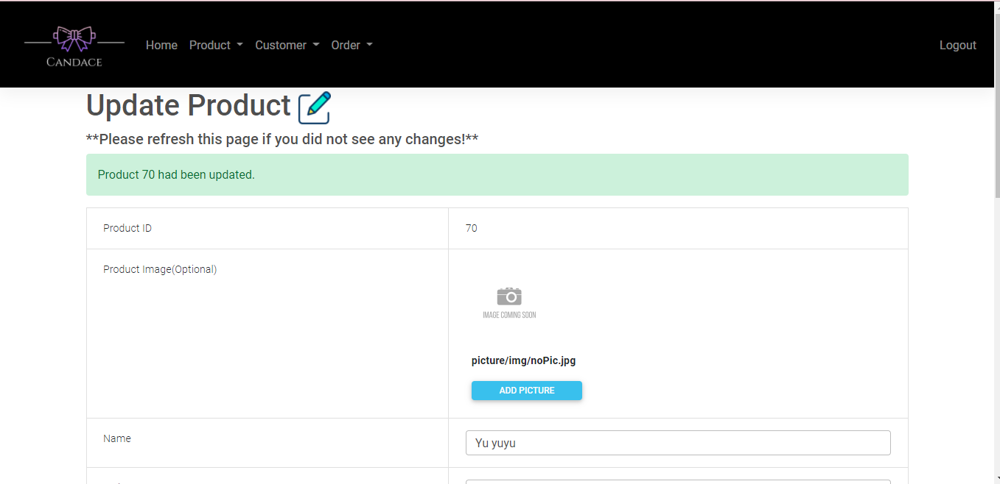 CANDACE
Home Product Customer Order Logout
Update Product
**Please refresh this page if you did not see any changes!**
Product 70 had been updated.
Product ID 70
Product Image(Optional)
IMAGE COMING SOON
picture/img/noPic.jpg
ADD PICTURE
Name Yu yuyu